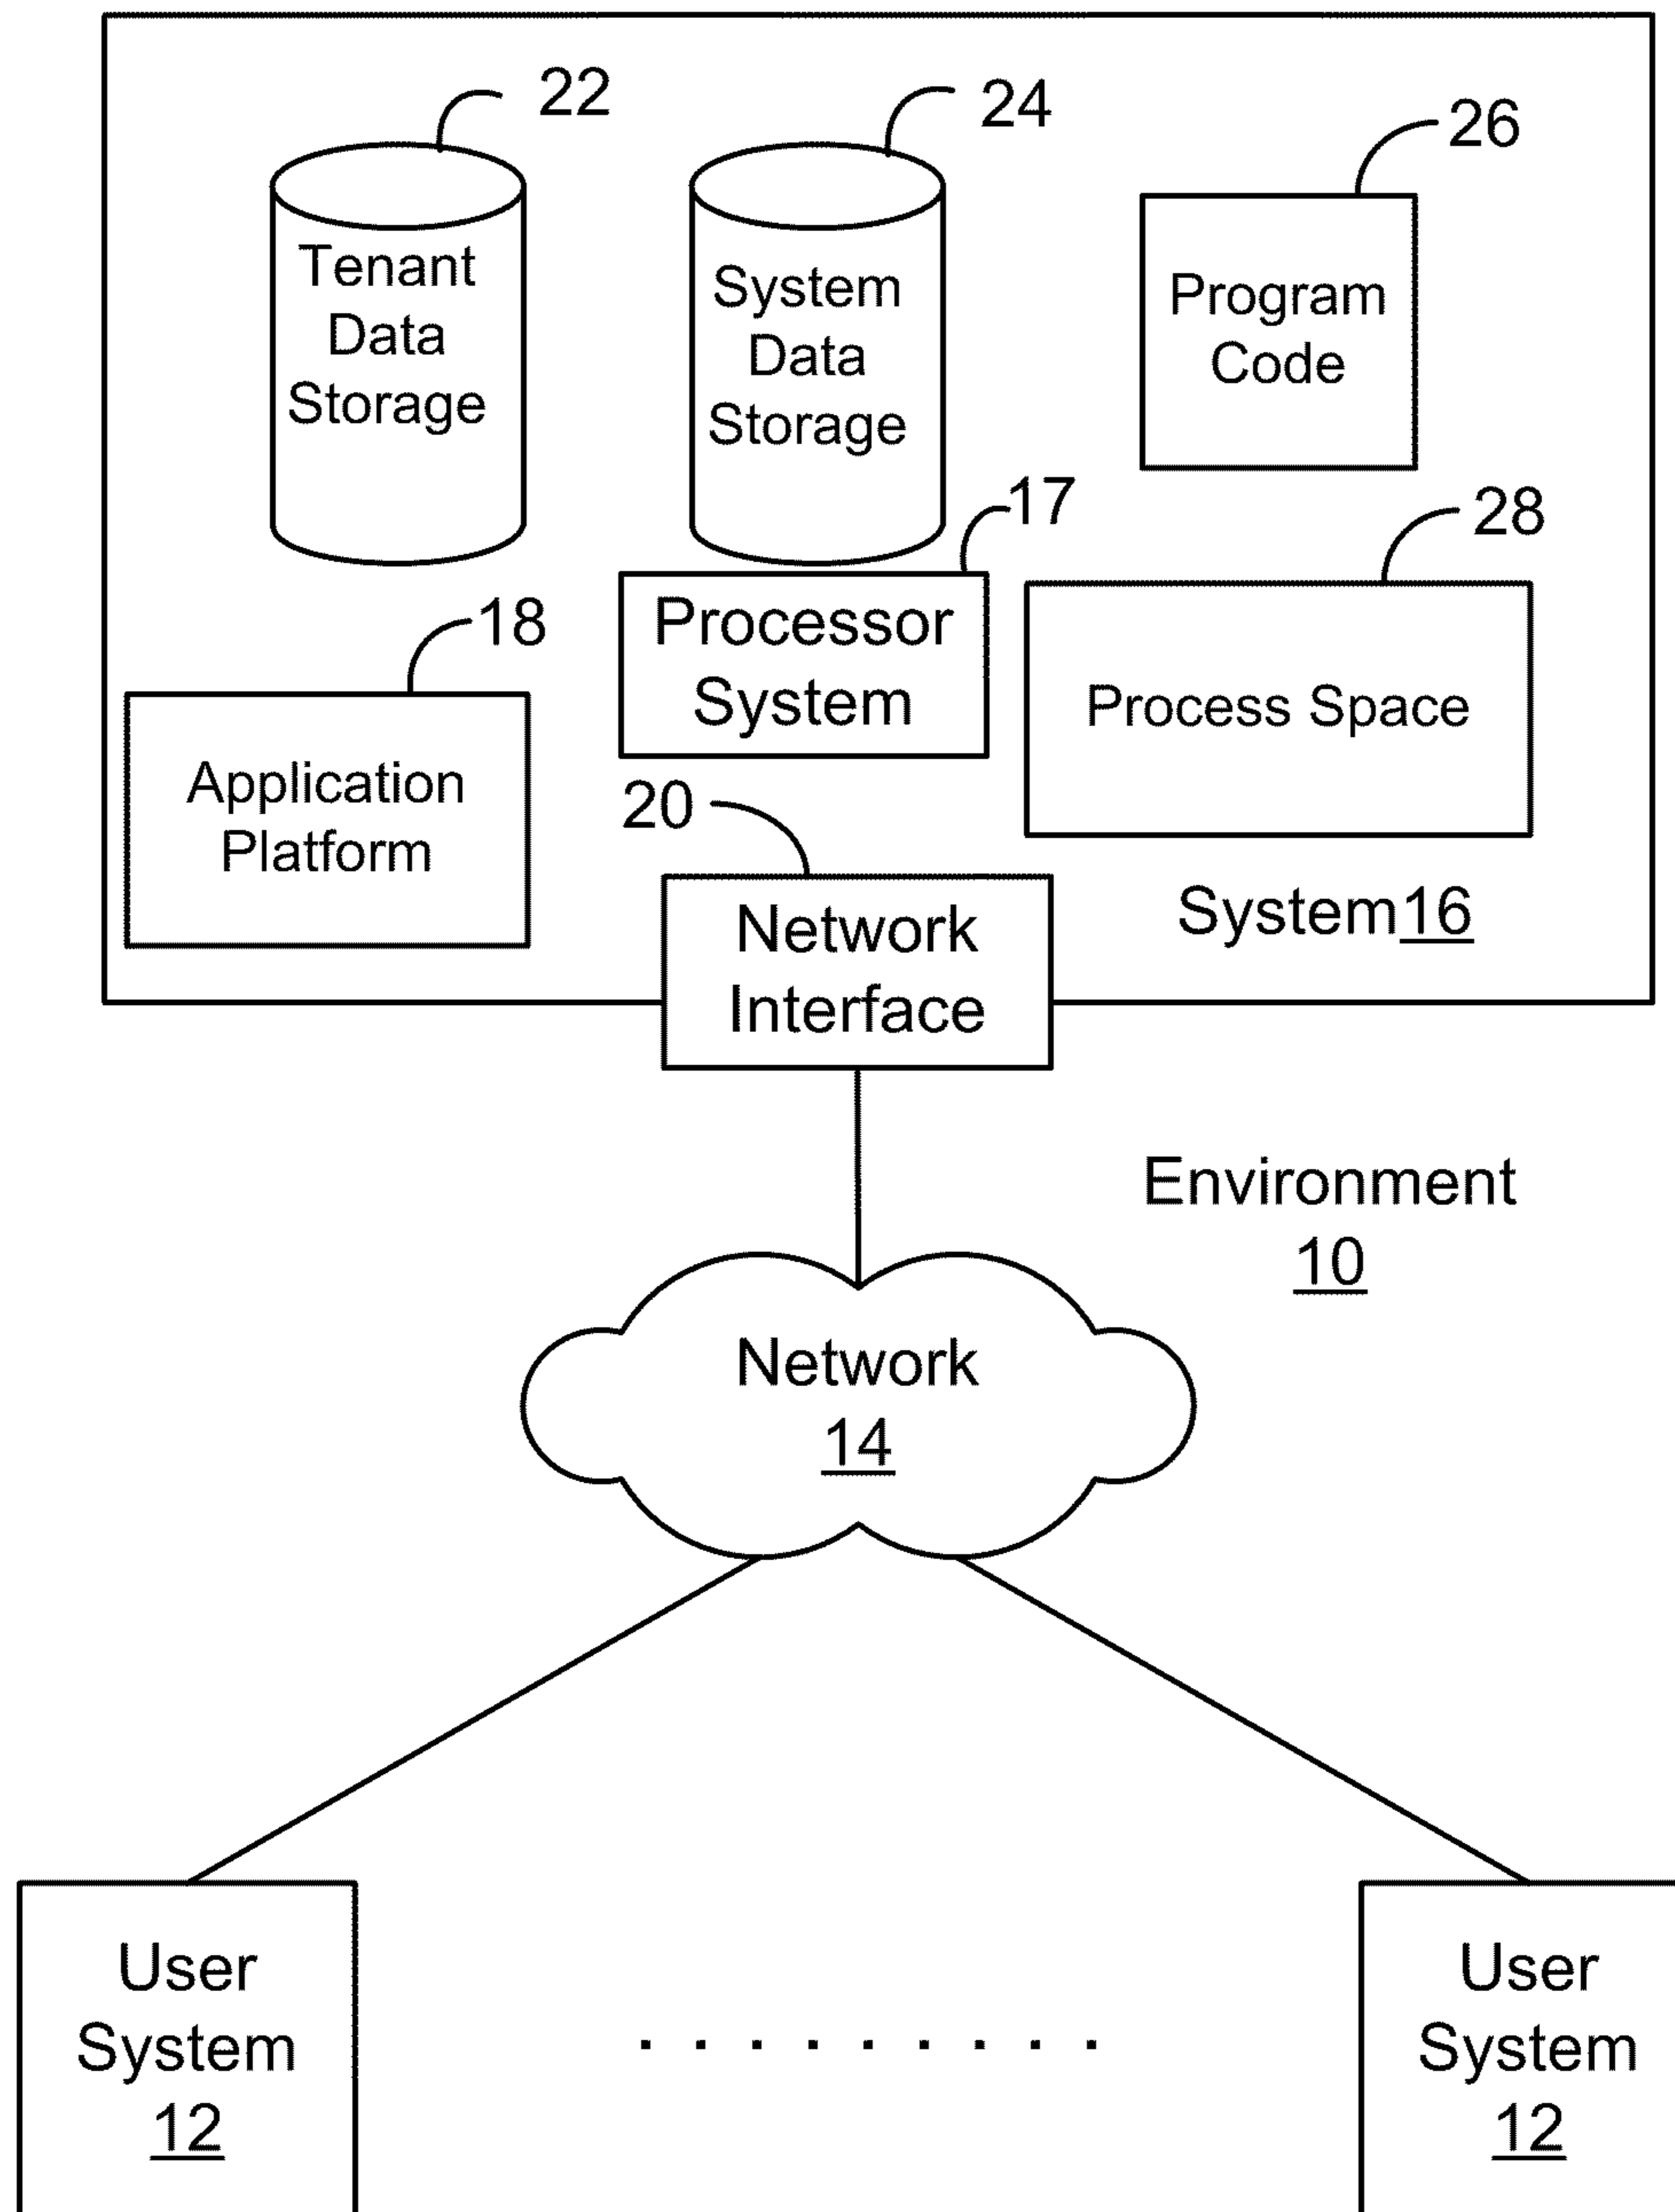 22
24
26
Tenant
Data
Storage
System
Data
Storage
Program
Code
17
28
18
Processor
System
Process Space
Application
Platform
20
Network
Interface
System16
Environment
10
Network
14
User
System
12
. . . . . . . . .
User
System
12